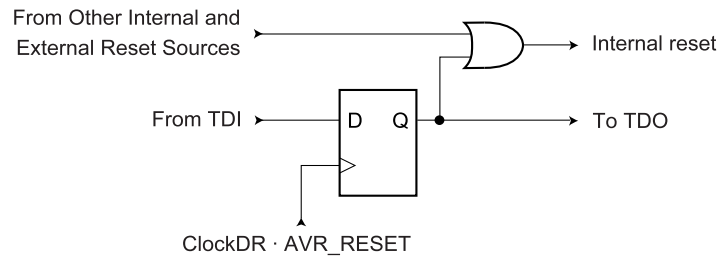 From Other Internal and
External Reset Sources
Internal reset
From TDI
D
Q
To TDO
ClockDR · AVR_RESET